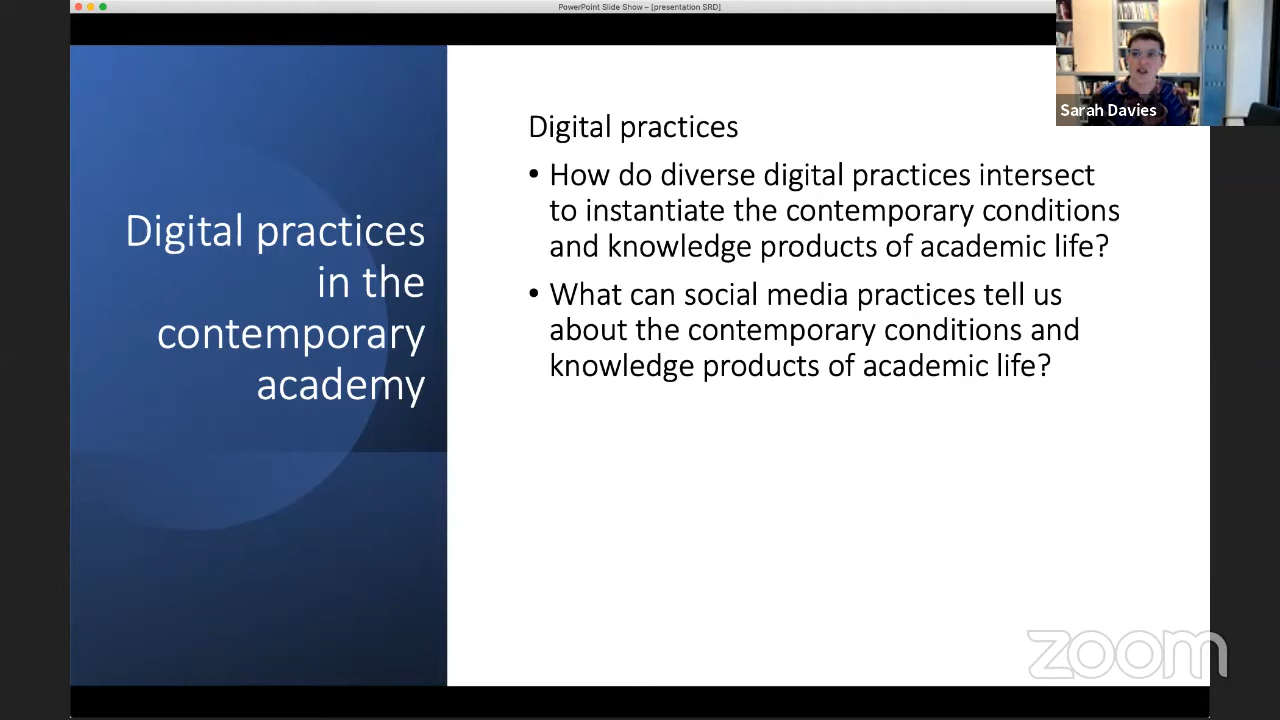 PowerPoint Slide Show – [presentation SRD]
Sarah Davies
Digital practices
in the
contemporary
academy
Digital practices
• How do diverse digital practices intersect
to instantiate the contemporary conditions
and knowledge products of academic life?
• What can social media practices tell us
about the contemporary conditions and
knowledge products of academic life?
zoom